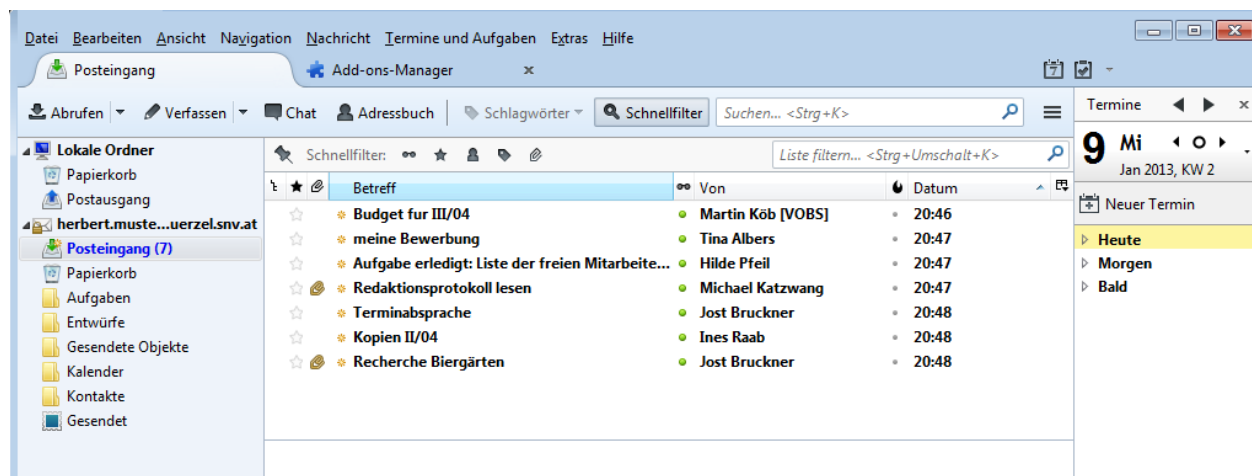 Datei Bearbeiten Ansicht Navigation Nachricht Termine und Aufgaben Extras Hilfe
Posteingang Add-ons-Manager x 7
Abrufen Verfassen Chat Adressbuch Schlagwörter Schnellfilter Suchen... <Strg+K>
Termine x
9 Mi
Jan 2013, KW 2
Neuer Termin
Heute
Morgen
Bald
Lokale Ordner
Papierkorb
Postausgang
herbert.muste...uerzel.snv.at
Posteingang (7)
Papierkorb
Aufgaben
Entwürfe
Gesendete Objekte
Kalender
Kontakte
Gesendet
Schnellfilter: Liste filtern... <Strg+Umschalt+K>
Betreff Von Datum
Budget fur III/04 Martin Köb [VOBS] 20:46
meine Bewerbung Tina Albers 20:47
Aufgabe erledigt: Liste der freien Mitarbeite... Hilde Pfeil 20:47
Redaktionsprotokoll lesen Michael Katzwang 20:47
Terminabsprache Jost Bruckner 20:48
Kopien II/04 Ines Raab 20:48
Recherche Biergärten Jost Bruckner 20:48